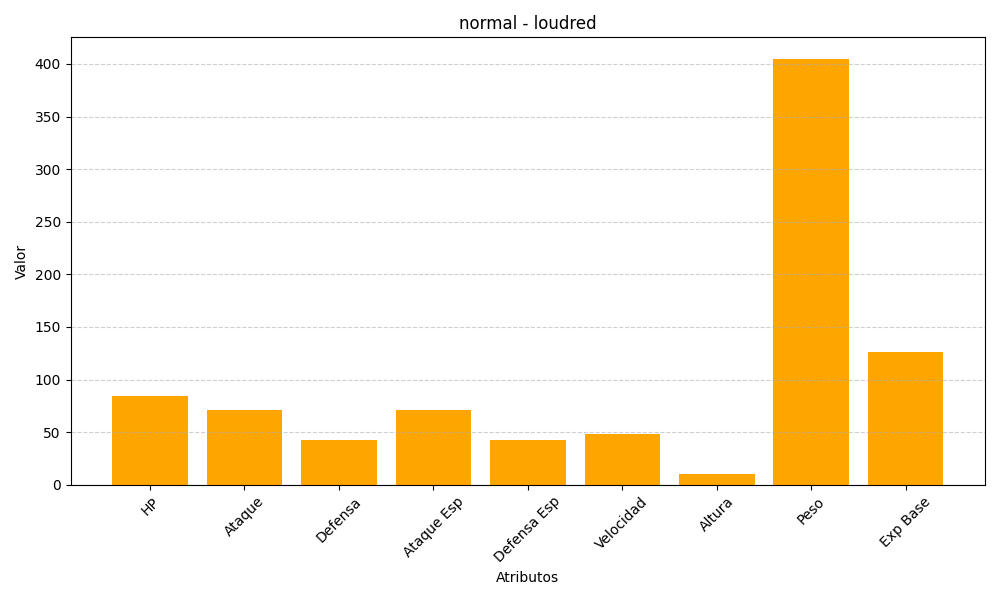 normal - loudred
Valor
400
350
300
250
200
150
100
50
0
HP
Ataque
Defensa
Ataque Esp
Defensa Esp
Velocidad
Altura
Peso
Exp Base
Atributos